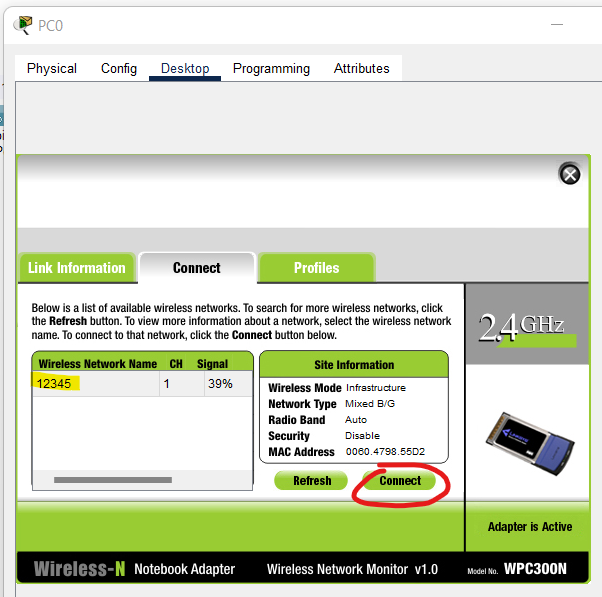 PC0
Physical Config Desktop Programming Attributes
Link Information Connect Profiles
Below is a list of available wireless networks. To search for more wireless networks, click
the Refresh button. To view more information about a network, select the wireless network
name. To connect to that network, click the Connect button below.
2.4GHz
Wireless Network Name CH Signal
12345 1 39%
Site Information
Wireless Mode Infrastructure
Network Type Mixed B/G
Radio Band Auto
Security Disable
MAC Address 0060.4798.55D2
Refresh Connect
Adapter is Active
Wireless-N Notebook Adapter Wireless Network Monitor v1.0 Model No. WPC300N